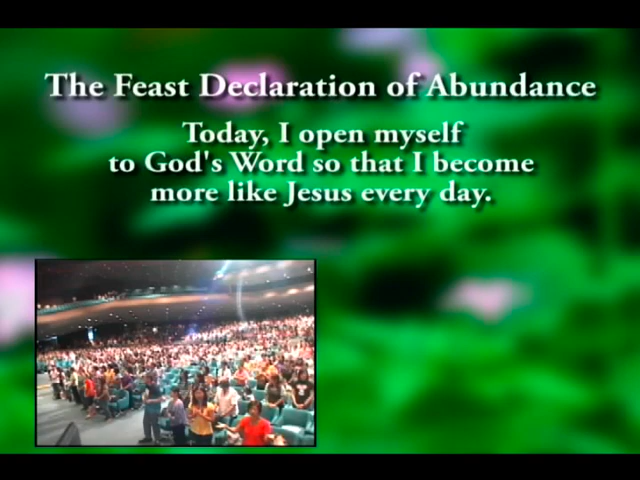 The Feast Declaration of Abundance
Today, I open myself
to God's Word so that I become
more like Jesus every day.